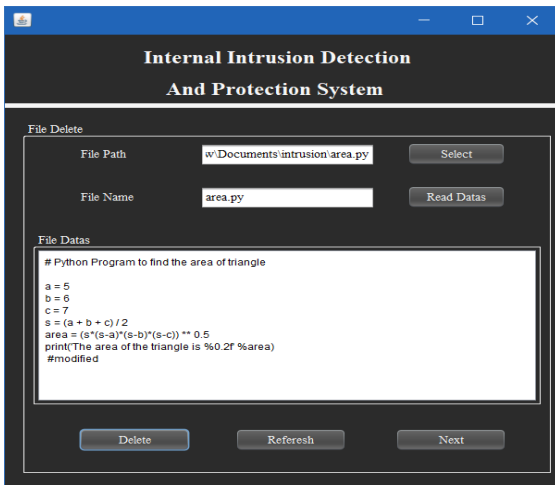 Internal Intrusion Detection
And Protection System
File Delete
File Path w\Documents\intrusion\area.py Select
File Name area.py Read Datas
File Datas
# Python Program to find the area of triangle
a = 5
b = 6
c = 7
s = (a + b + c) / 2
area = (s*(s-a)*(s-b)*(s-c)) ** 0.5
print('The area of the triangle is %0.2f' %area)
#modified
Delete Referesh Next